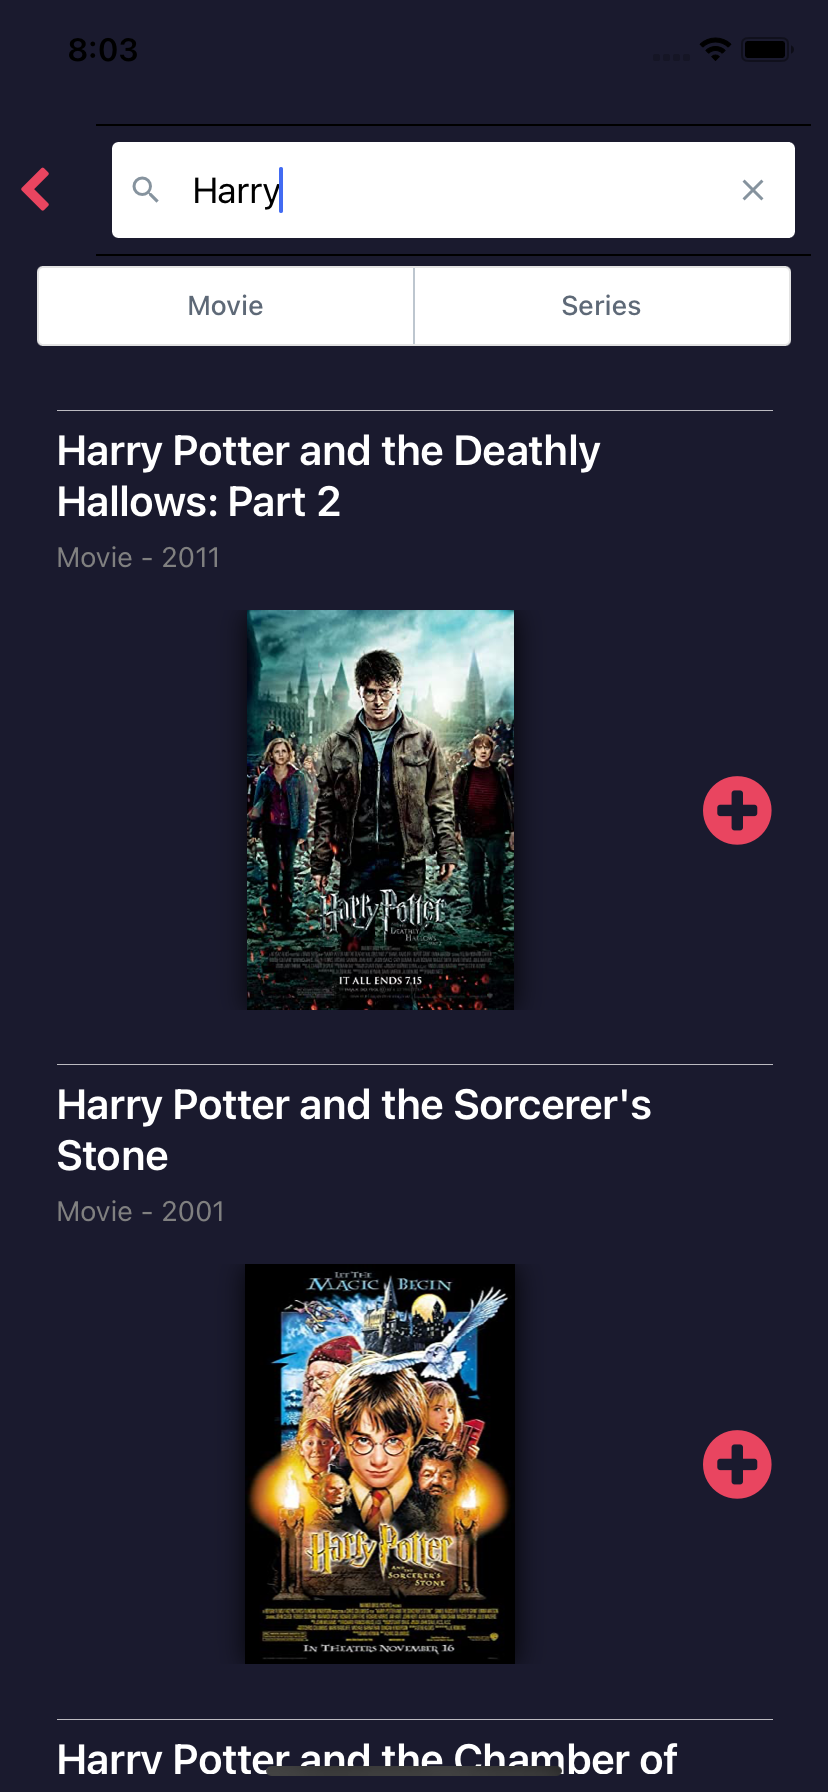 8:03
Harry
Movie
Series
Harry Potter and the Deathly
Hallows: Part 2
Movie - 2011
Harry Potter
DEATHLY
HALLOWS
IT ALL ENDS 7.15
Harry Potter and the Sorcerer's
Stone
Movie - 2001
LET THE
MAGIC BEGIN
Harry Potter
AND THE
SORCERER'S
STONE
IN THEATERS NOVEMBER 16
Harry Potter and the Chamber of